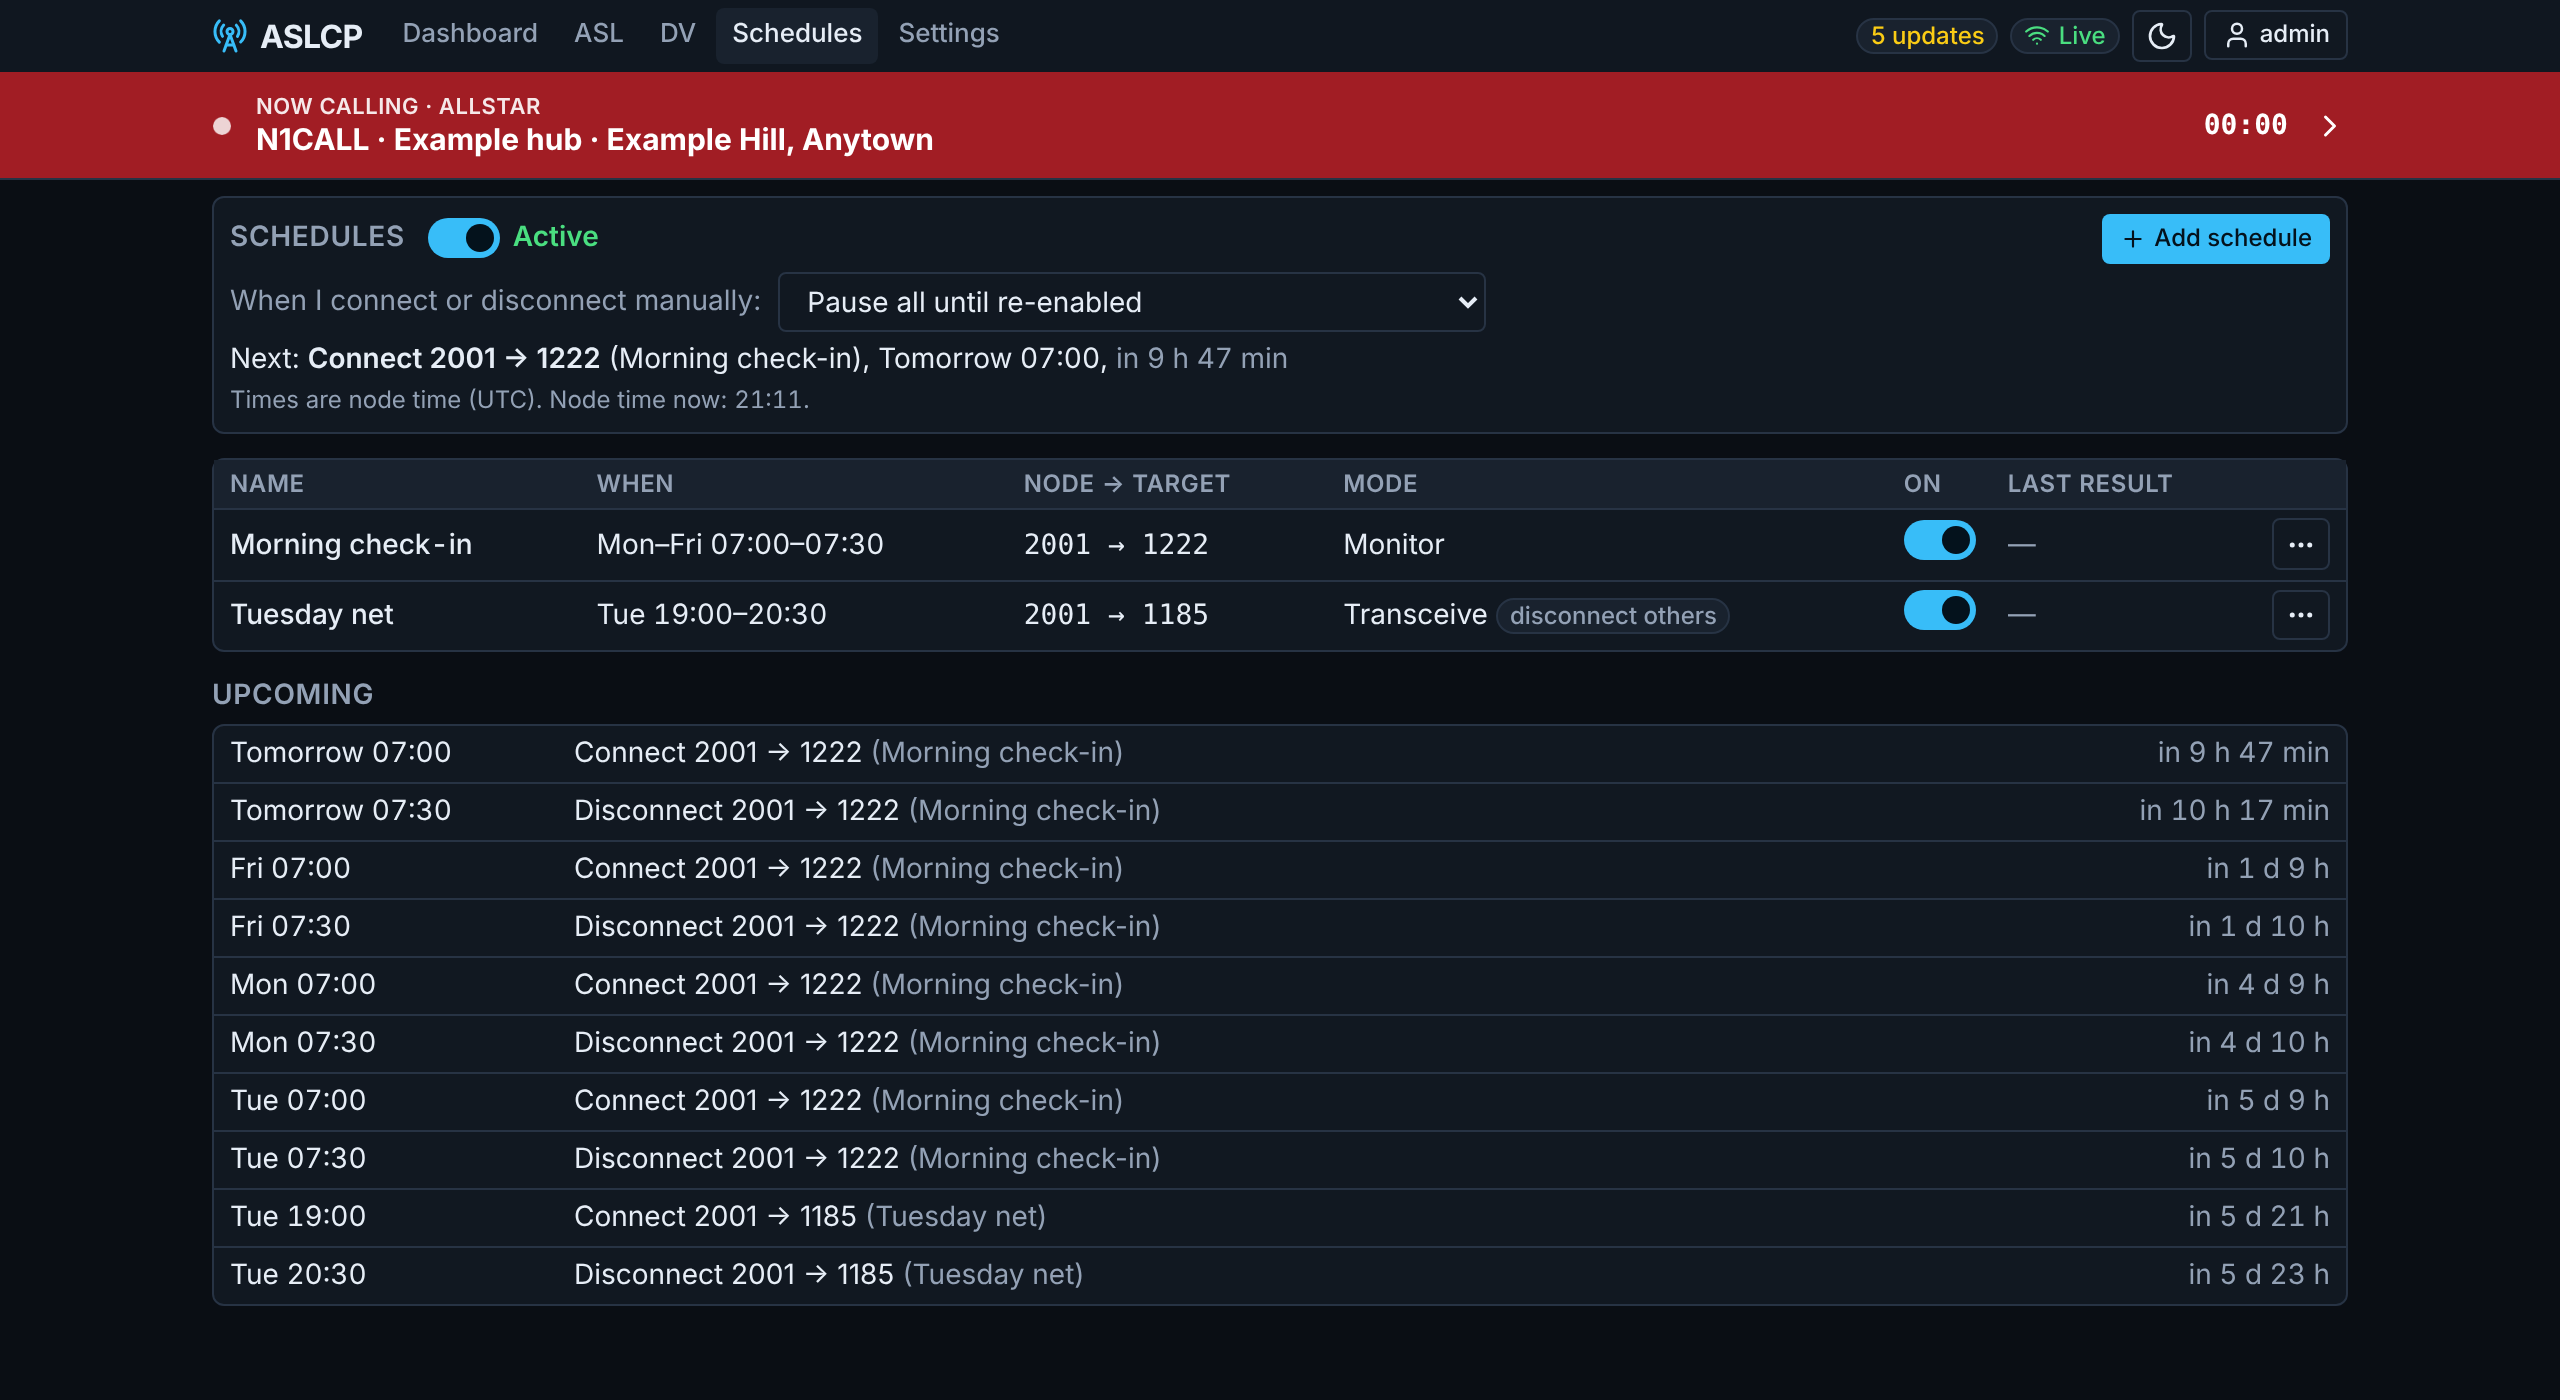 ASLCP Dashboard ASL DV Schedules Settings 5 updates Live admin
NOW CALLING · ALLSTAR
N1CALL · Example hub · Example Hill, Anytown 00:00
SCHEDULES Active + Add schedule
When I connect or disconnect manually: Pause all until re-enabled
Next: Connect 2001 → 1222 (Morning check-in), Tomorrow 07:00, in 9 h 47 min
Times are node time (UTC). Node time now: 21:11.
NAME WHEN NODE → TARGET MODE ON LAST RESULT
Morning check-in Mon–Fri 07:00–07:30 2001 → 1222 Monitor —
Tuesday net Tue 19:00–20:30 2001 → 1185 Transceive disconnect others —
UPCOMING
Tomorrow 07:00 Connect 2001 → 1222 (Morning check-in) in 9 h 47 min
Tomorrow 07:30 Disconnect 2001 → 1222 (Morning check-in) in 10 h 17 min
Fri 07:00 Connect 2001 → 1222 (Morning check-in) in 1 d 9 h
Fri 07:30 Disconnect 2001 → 1222 (Morning check-in) in 1 d 10 h
Mon 07:00 Connect 2001 → 1222 (Morning check-in) in 4 d 9 h
Mon 07:30 Disconnect 2001 → 1222 (Morning check-in) in 4 d 10 h
Tue 07:00 Connect 2001 → 1222 (Morning check-in) in 5 d 9 h
Tue 07:30 Disconnect 2001 → 1222 (Morning check-in) in 5 d 10 h
Tue 19:00 Connect 2001 → 1185 (Tuesday net) in 5 d 21 h
Tue 20:30 Disconnect 2001 → 1185 (Tuesday net) in 5 d 23 h